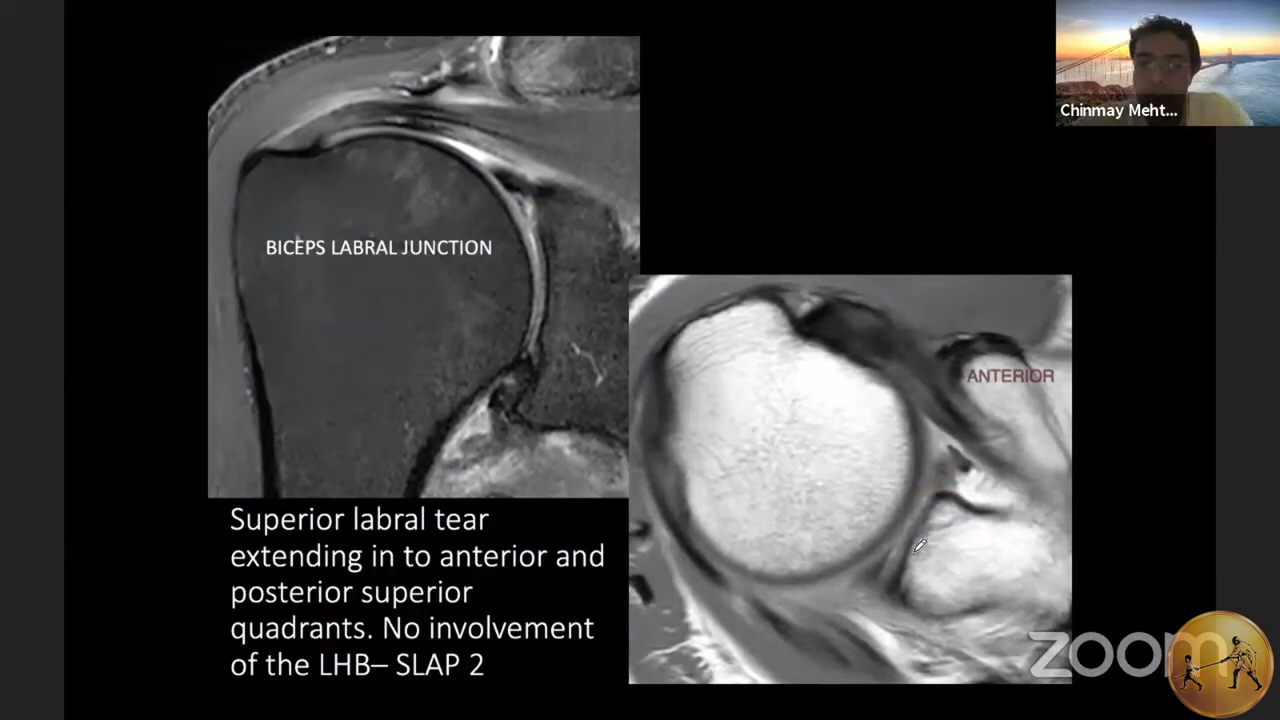 Chinmay Meht...
BICEPS LABRAL JUNCTION
ANTERIOR
Superior labral tear
extending in to anterior and
posterior superior
quadrants. No involvement
of the LHB– SLAP 2
zoom